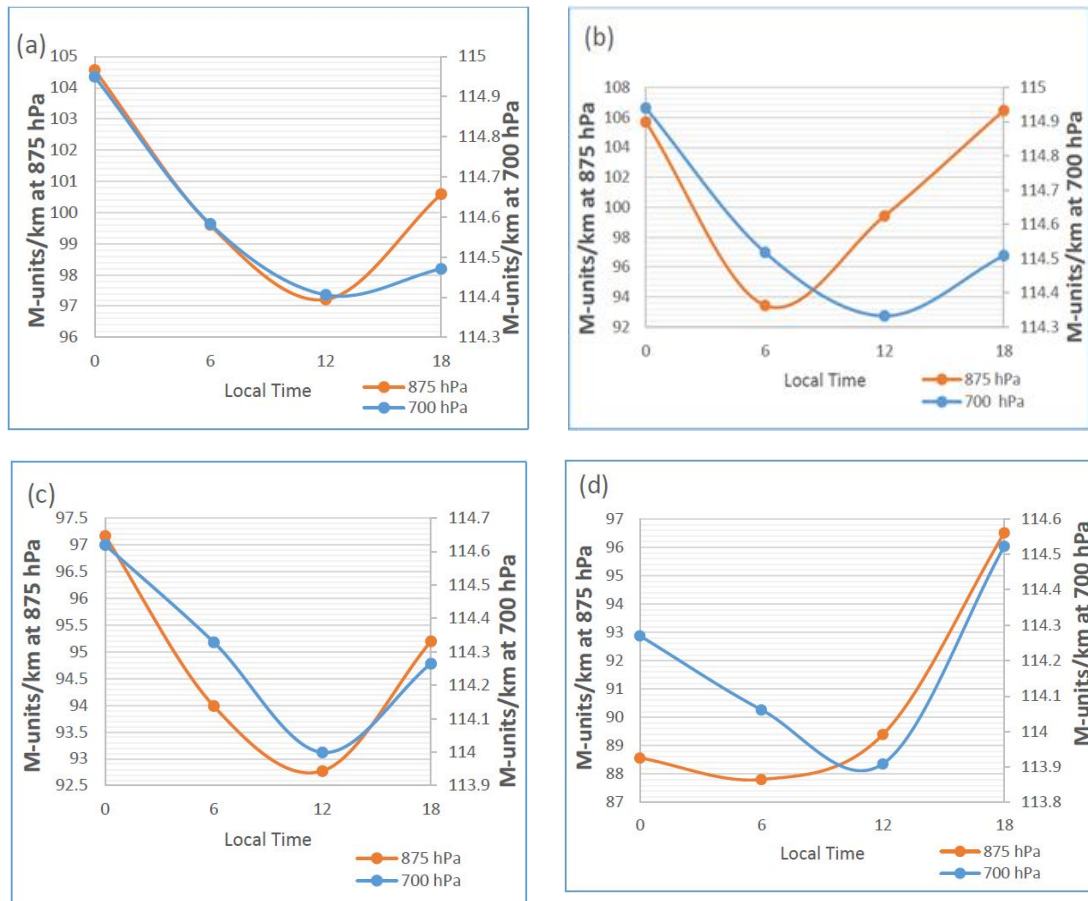 (a)
M-units/km at 875 hPa
105
104
103
102
101
100
99
98
97
96
115
114.9
114.8
114.7
114.6
114.5
114.4
114.3
M-units/km at 700 hPa
0 6 12 18
Local Time
875 hPa
700 hPa
(b)
M-units/km at 875 hPa
108
106
104
102
100
98
96
94
92
115
114.9
114.8
114.7
114.6
114.5
114.4
114.3
M-units/km at 700 hPa
0 6 12 18
Local Time
875 hPa
700 hPa
(c)
M-units/km at 875 hPa
97.5
97
96.5
96
95.5
95
94.5
94
93.5
93
92.5
114.7
114.6
114.5
114.4
114.3
114.2
114.1
114
113.9
M-units/km at 700 hPa
0 6 12 18
Local Time
875 hPa
700 hPa
(d)
M-units/km at 875 hPa
97
96
95
94
93
92
91
90
89
88
87
114.6
114.5
114.4
114.3
114.2
114.1
114
113.9
113.8
M-units/km at 700 hPa
0 6 12 18
Local Time
875 hPa
700 hPa